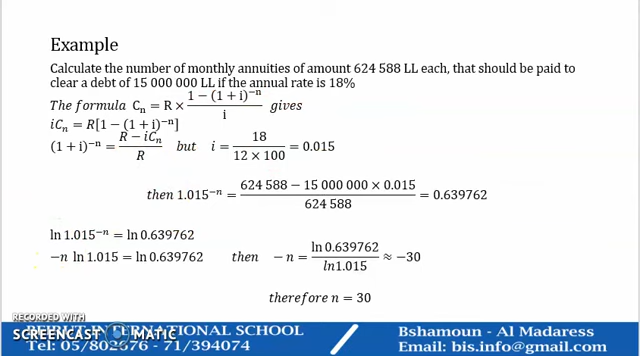 Example
Calculate the number of monthly annuities of amount 624 588 LL each, that should be paid to
clear a debt of 15 000 000 LL if the annual rate is 18%
The formula Cₙ = R × (1 − (1 + i)⁻ⁿ)/i gives
iCₙ = R[1 − (1 + i)⁻ⁿ]
(1 + i)⁻ⁿ = (R − iCₙ)/R but i = 18/(12 × 100) = 0.015
then 1.015⁻ⁿ = (624 588 − 15 000 000 × 0.015)/(624 588) = 0.639762
ln 1.015⁻ⁿ = ln 0.639762
−n ln 1.015 = ln 0.639762 then − n = (ln 0.639762)/(ln1.015) ≈ −30
therefore n = 30
RECORDED WITH
SCREENCAST MATIC
INTERNATIONAL SCHOOL
Tel: 05/802676 - 71/394074
Bshamoun - Al Madaress
Email: bis.info@gmail.com